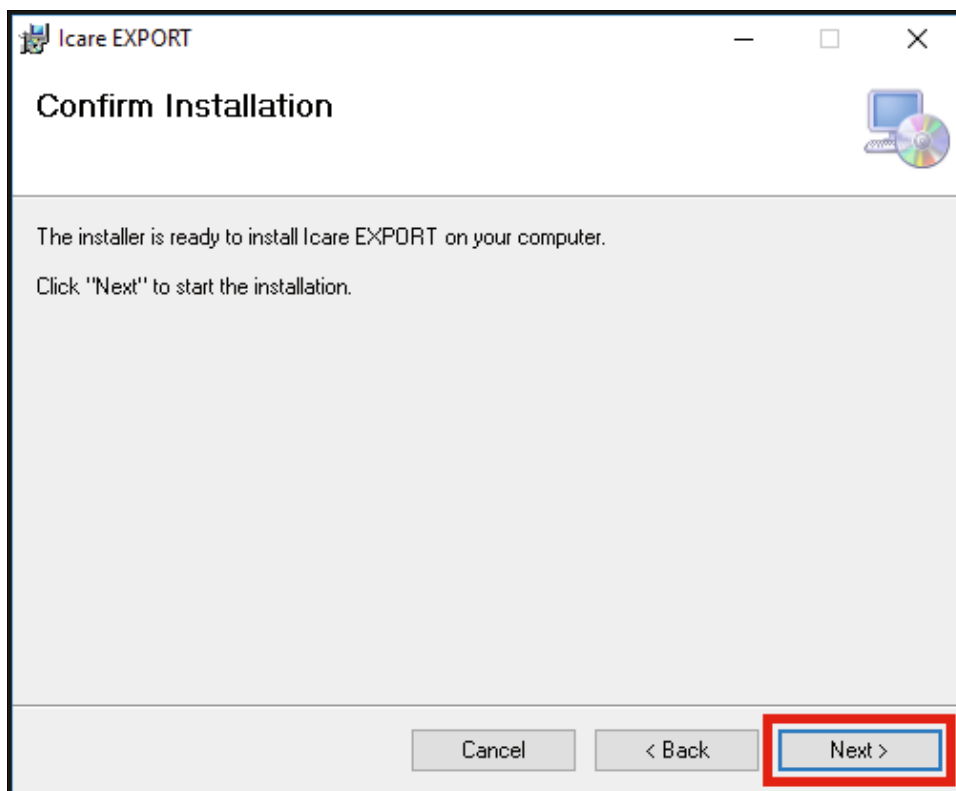 Icare EXPORT
Confirm Installation
The installer is ready to install Icare EXPORT on your computer.
Click "Next" to start the installation.
Cancel
< Back
Next >